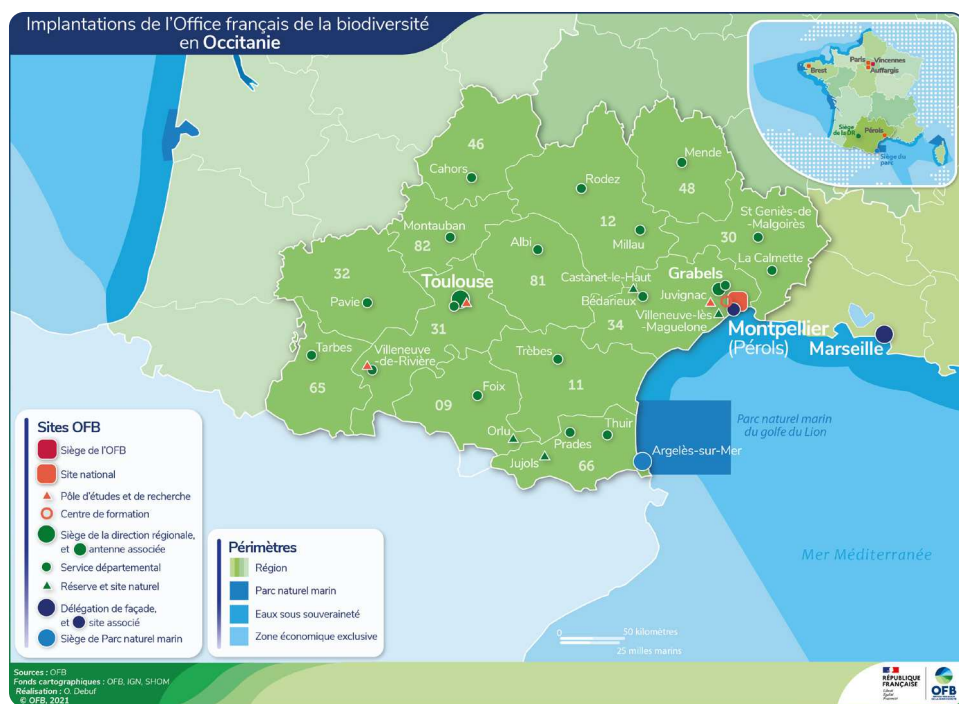 Implantations de l'Office français de la biodiversité
en Occitanie
Paris
Vincennes
Brest
Auffargis
Siège
de la DR
Pérols
Siège du
parc
46
Cahors
Rodez
Mende
48
12
Montauban
82
Albi
Millau
St Geniès-de
-Malgoirès
30
La Calmette
32
Toulouse
81
Castanet-le-Haut
Grabels
Pavie
Bédarieux
Juvignac
Villeneuve-lès-
Maguelone
31
34
Montpellier
(Pérols)
Marseille
Tarbes
Villeneuve
-de-Rivière
Trèbes
65
Foix
09
11
Orlu
Prades
Thuir
Jujols
66
Parc naturel marin
du golfe du Lion
Argelès-sur-Mer
Mer Méditerranée
Sites OFB
Siège de l'OFB
Site national
Pôle d'études et de recherche
Centre de formation
Siège de la direction régionale,
et antenne associée
Service départemental
Réserve et site naturel
Délégation de façade,
et site associé
Siège de Parc naturel marin
Périmètres
Région
Parc naturel marin
Eaux sous souveraineté
Zone économique exclusive
0 50 kilomètres
25 milles marins
Sources : OFB
Fonds cartographiques : OFB, IGN, SHOM
Réalisation : O. Debuf
© OFB, 2021
RÉPUBLIQUE
FRANÇAISE
Liberté
Égalité
Fraternité
OFB